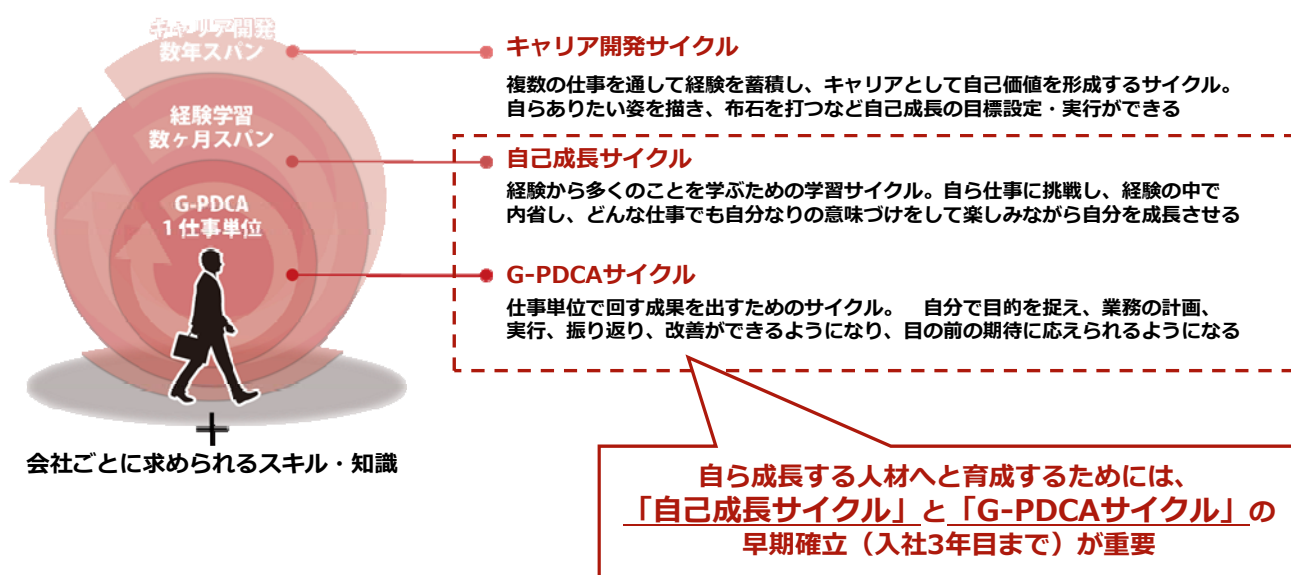 キャリア開発
数年スパン
経験学習
数ヶ月スパン
G-PDCA
1仕事単位
+
会社ごとに求められるスキル・知識
キャリア開発サイクル
複数の仕事を通して経験を蓄積し、キャリアとして自己価値を形成するサイクル。
自らありたい姿を描き、布石を打つなど自己成長の目標設定・実行ができる
自己成長サイクル
経験から多くのことを学ぶための学習サイクル。自ら仕事に挑戦し、経験の中で
内省し、どんな仕事でも自分なりの意味づけをして楽しみながら自分を成長させる
G-PDCAサイクル
仕事単位で回す成果を出すためのサイクル。　自分で目的を捉え、業務の計画、
実行、振り返り、改善ができるようになり、目の前の期待に応えられるようになる
自ら成長する人材へと育成するためには、
「自己成長サイクル」と「G-PDCAサイクル」の
早期確立（入社3年目まで）が重要